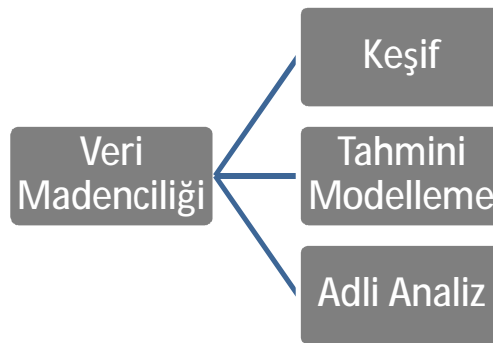 Keşif
Veri
Madenciliği
Tahmini
Modelleme
Adli Analiz